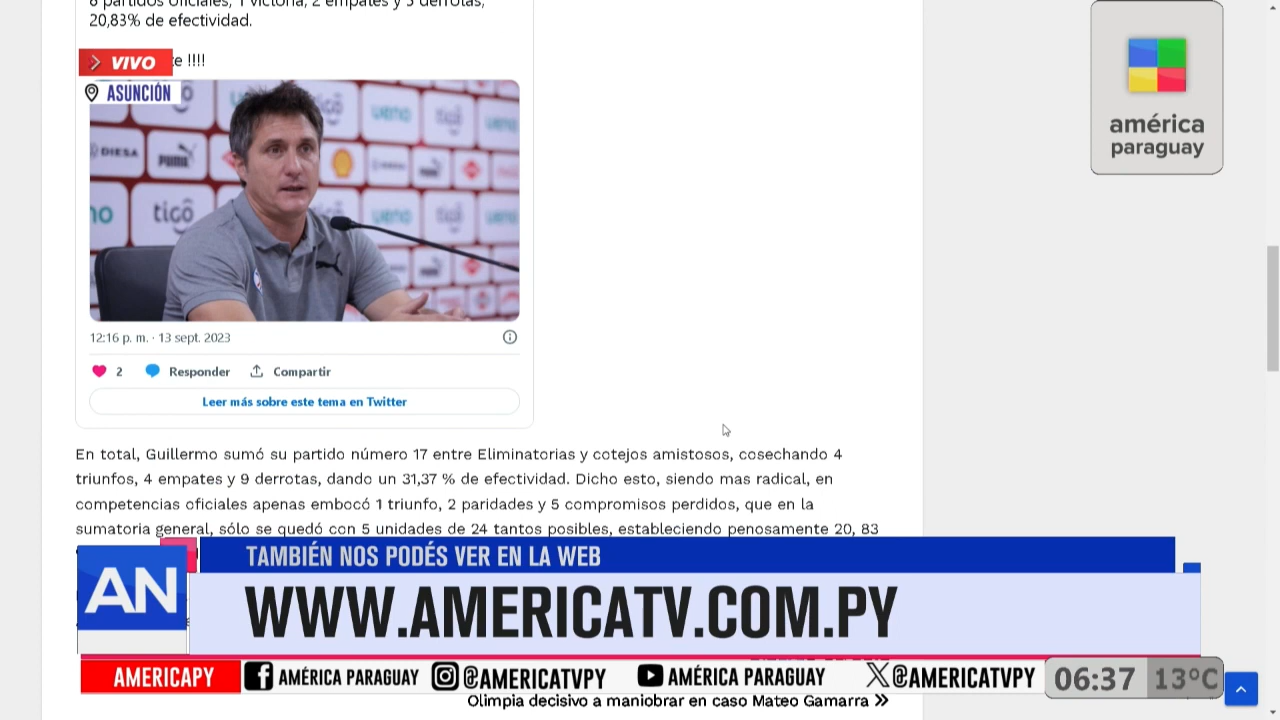 8 partidos oficiales, 1 victoria, 2 empates y 5 derrotas,
20,83% de efectividad.
VIVO
te !!!!
ASUNCIÓN
DIESA
PUMA
tigo
ueno
12:16 p. m. · 13 sept. 2023
2 Responder Compartir
Leer más sobre este tema en Twitter
américa
paraguay
En total, Guillermo sumó su partido número 17 entre Eliminatorias y cotejos amistosos, cosechando 4
triunfos, 4 empates y 9 derrotas, dando un 31,37 % de efectividad. Dicho esto, siendo mas radical, en
competencias oficiales apenas embocó 1 triunfo, 2 paridades y 5 compromisos perdidos, que en la
sumatoria general, sólo se quedó con 5 unidades de 24 tantos posibles, estableciendo penosamente 20, 83
TAMBIÉN NOS PODÉS VER EN LA WEB
AN
WWW.AMERICATV.COM.PY
AMERICAPY AMÉRICA PARAGUAY @AMERICATVPY AMÉRICA PARAGUAY @AMERICATVPY 06:37 13ºC
Olimpia decisivo a maniobrar en caso Mateo Gamarra »